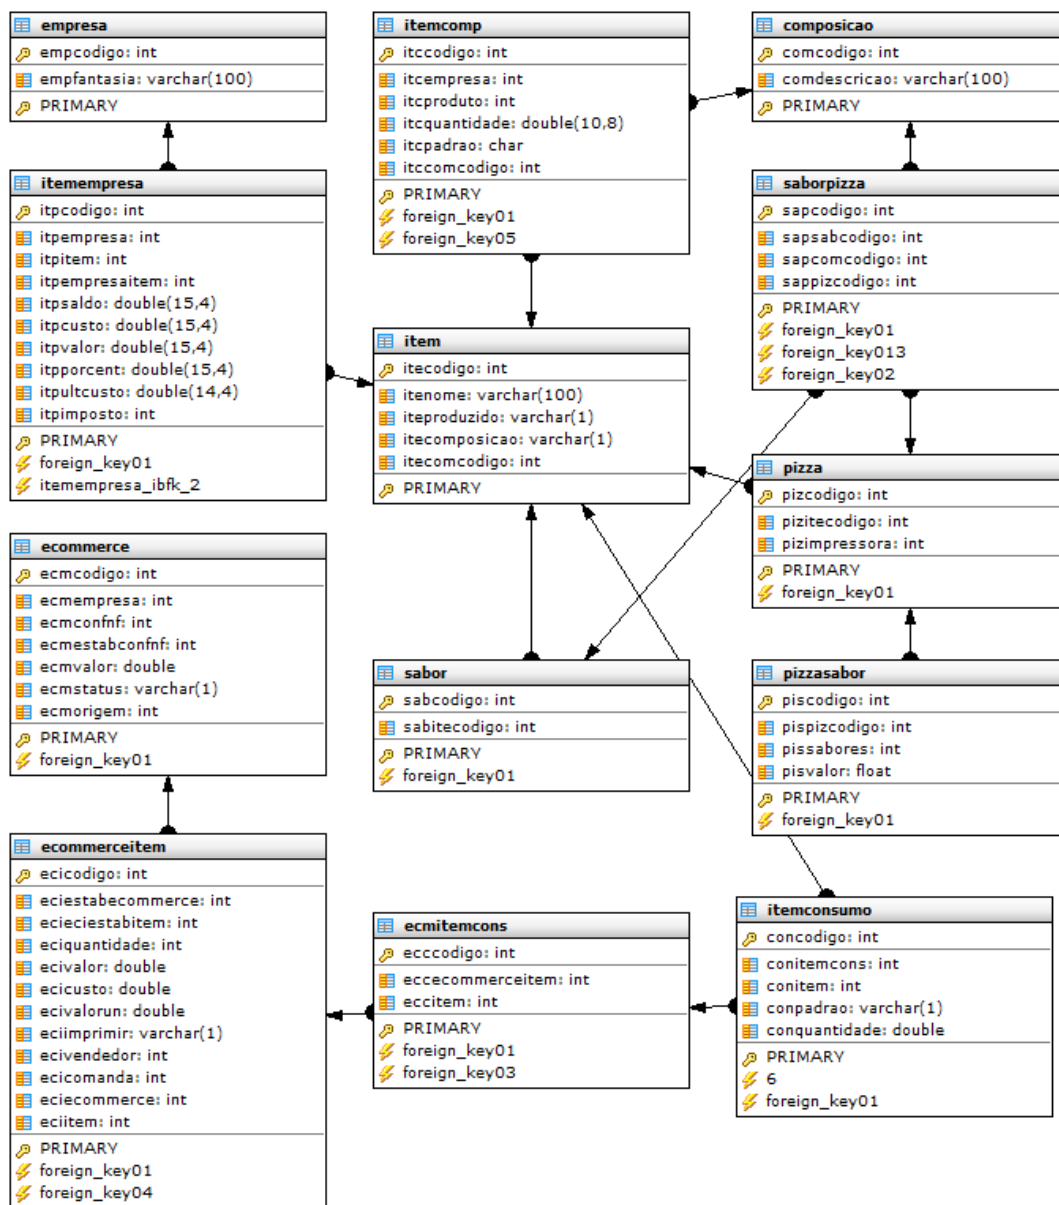 empresa
empcodigo: int
empfantasia: varchar(100)
PRIMARY
itemcomp
itccodigo: int
itcempresa: int
itcproduto: int
itcquantidade: double(10,8)
itcpadrao: char
itccomcodigo: int
PRIMARY
foreign_key01
foreign_key05
composicao
comcodigo: int
comdescricao: varchar(100)
PRIMARY
itemempresa
itpcodigo: int
itpempresa: int
itpitem: int
itpempresaitem: int
itpsaldo: double(15,4)
itpcusto: double(15,4)
itpvalor: double(15,4)
itpporcent: double(15,4)
itpultcusto: double(14,4)
itpimposto: int
PRIMARY
foreign_key01
itemempresa_ibfk_2
item
itecodigo: int
itenome: varchar(100)
iteproduzido: varchar(1)
itecomposicao: varchar(1)
itecomcodigo: int
PRIMARY
saborpizza
sapcodigo: int
sapsabcodigo: int
sapcomcodigo: int
sappizcodigo: int
PRIMARY
foreign_key01
foreign_key013
foreign_key02
pizza
pizcodigo: int
pizitecodigo: int
pizimpressora: int
PRIMARY
foreign_key01
ecommerce
ecmcodigo: int
ecmempresa: int
ecmconfnf: int
ecmestabconfnf: int
ecmvalor: double
ecmstatus: varchar(1)
ecmorigem: int
PRIMARY
foreign_key01
sabor
sabcodigo: int
sabitecodigo: int
PRIMARY
foreign_key01
pizzasabor
piscodigo: int
pispizcodigo: int
pissabores: int
pisvalor: float
PRIMARY
foreign_key01
ecommerceitem
ecicodigo: int
eciestabecommerce: int
ecieciestabitem: int
eciquantidade: int
ecivalor: double
ecicusto: double
ecivalorun: double
eciimprimir: varchar(1)
ecivendedor: int
ecicomanda: int
eciecommerce: int
eciitem: int
PRIMARY
foreign_key01
foreign_key04
ecmitemcons
ecccodigo: int
eccecommerceitem: int
eccitem: int
PRIMARY
foreign_key01
foreign_key03
itemconsumo
concodigo: int
conitemcons: int
conitem: int
conpadrao: varchar(1)
conquantidade: double
PRIMARY
6
foreign_key01